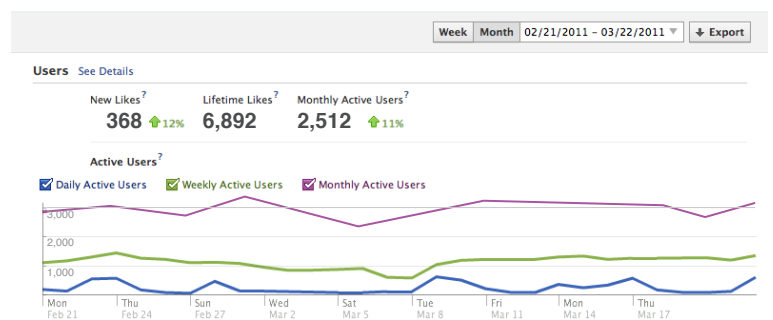 Week Month 02/21/2011 - 03/22/2011 Export
Users See Details
New Likes? Lifetime Likes? Monthly Active Users?
368 12% 6,892 2,512 11%
Active Users?
Daily Active Users Weekly Active Users Monthly Active Users
3,000
2,000
1,000
Mon Thu Sun Wed Sat Tue Fri Mon Thu
Feb 21 Feb 24 Feb 27 Mar 2 Mar 5 Mar 8 Mar 11 Mar 14 Mar 17